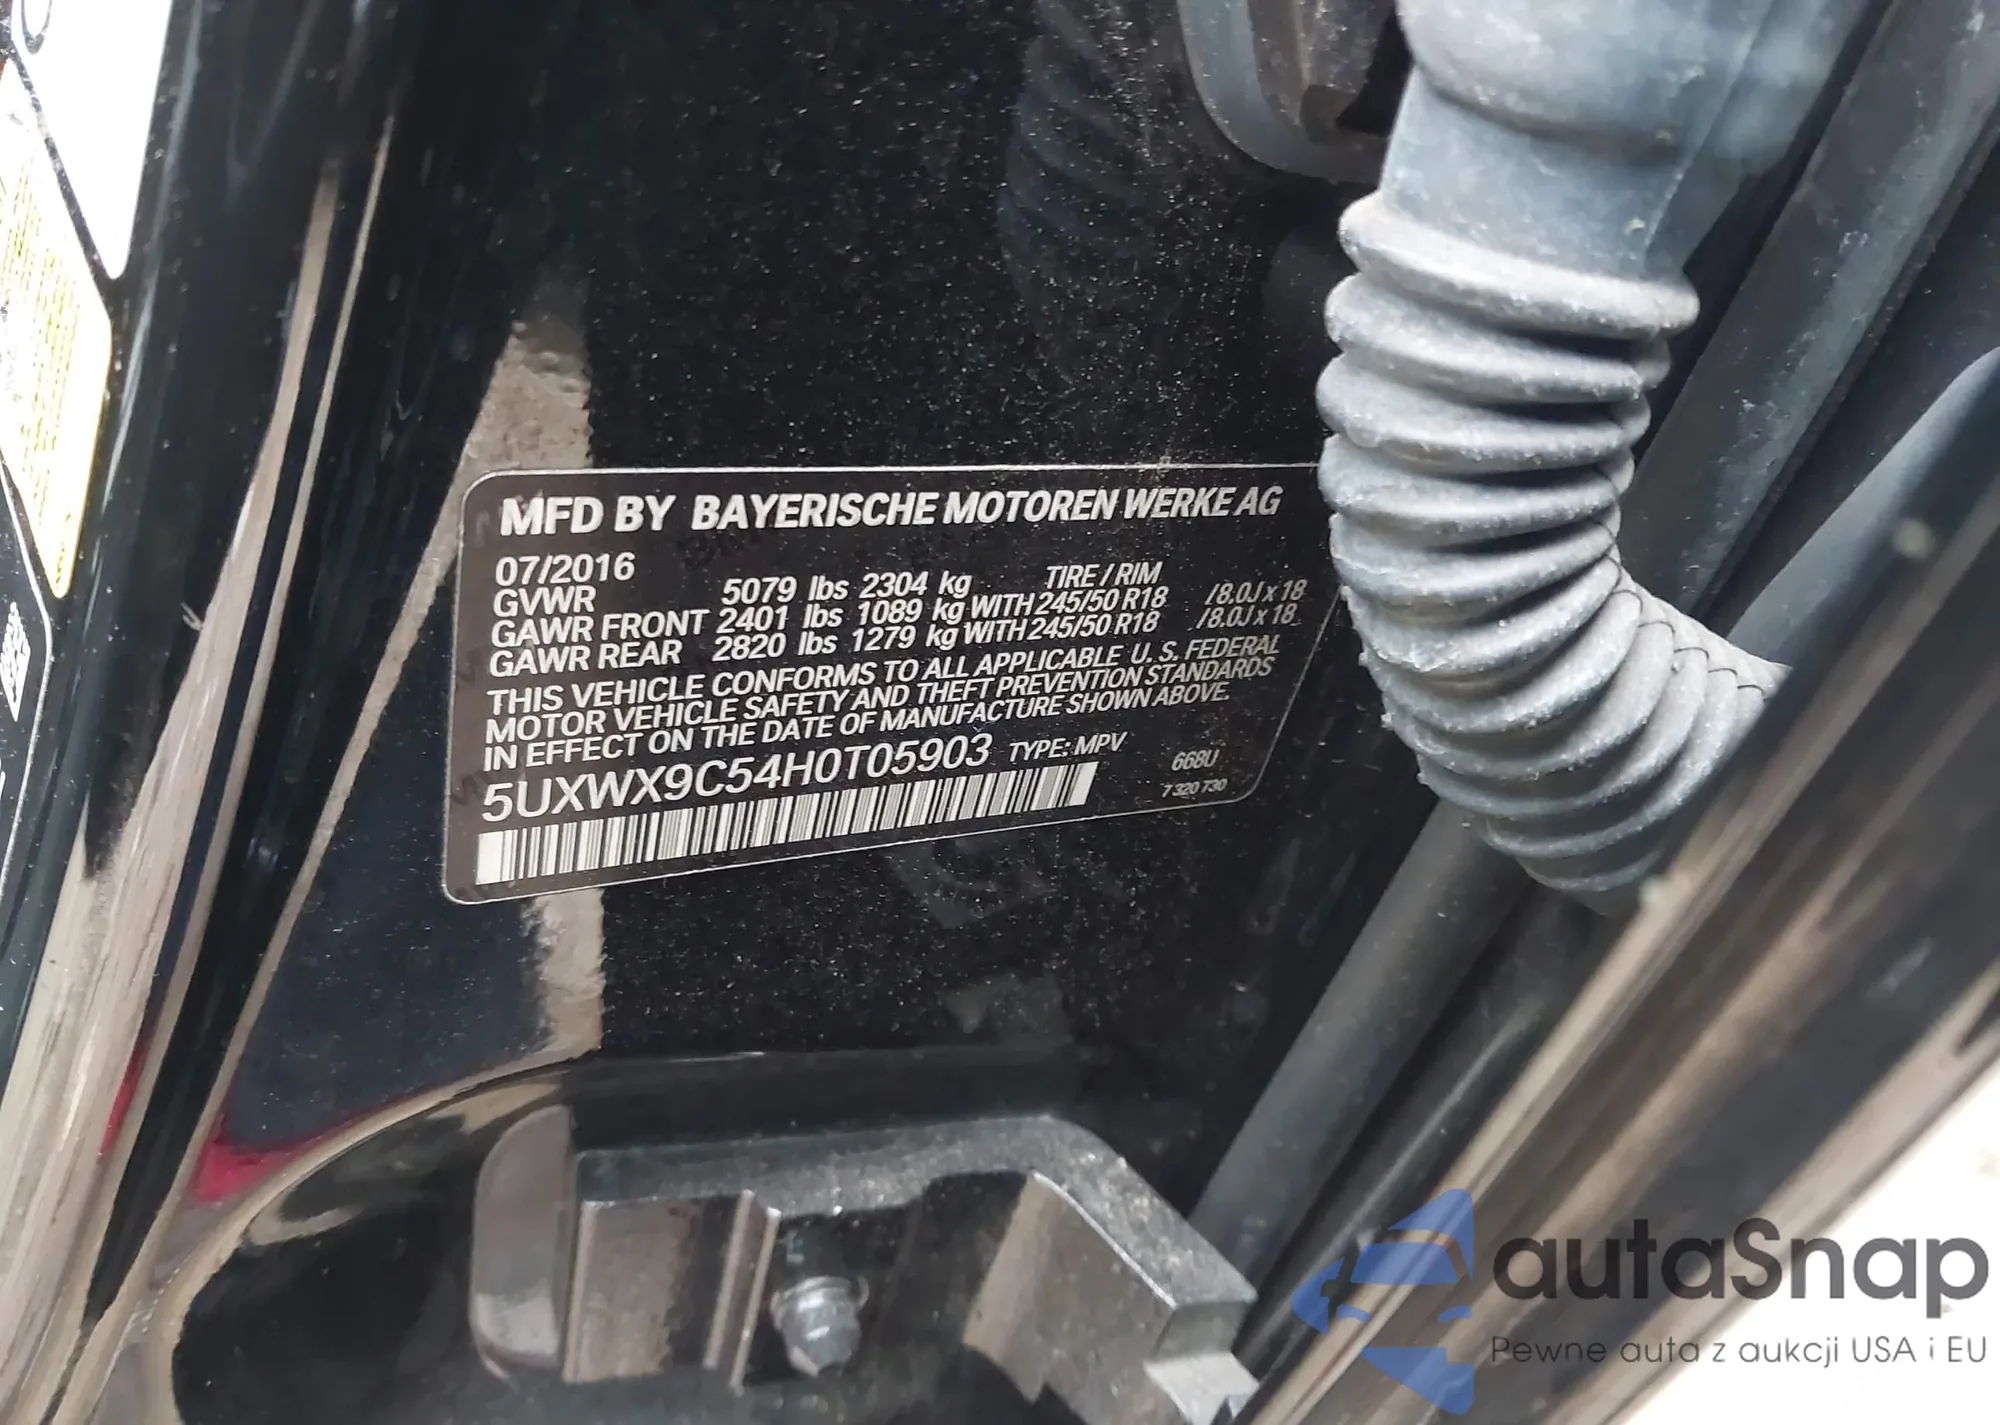 MFD BY BAYERISCHE MOTOREN WERKE AG
07/2016
TIRE / RIM
GVWR 5079 lbs 2304 kg
GAWR FRONT 2401 lbs 1089 kg WITH 245/50 R18 /8.0J x 18
GAWR REAR 2820 lbs 1279 kg WITH 245/50 R18 /8.0J x 18
THIS VEHICLE CONFORMS TO ALL APPLICABLE U. S. FEDERAL
MOTOR VEHICLE SAFETY AND THEFT PREVENTION STANDARDS
IN EFFECT ON THE DATE OF MANUFACTURE SHOWN ABOVE.
5UXWX9C54H0T05903 TYPE: MPV
668U
7 320 730
autaSnap
Pewne auta z aukcji USA i EU